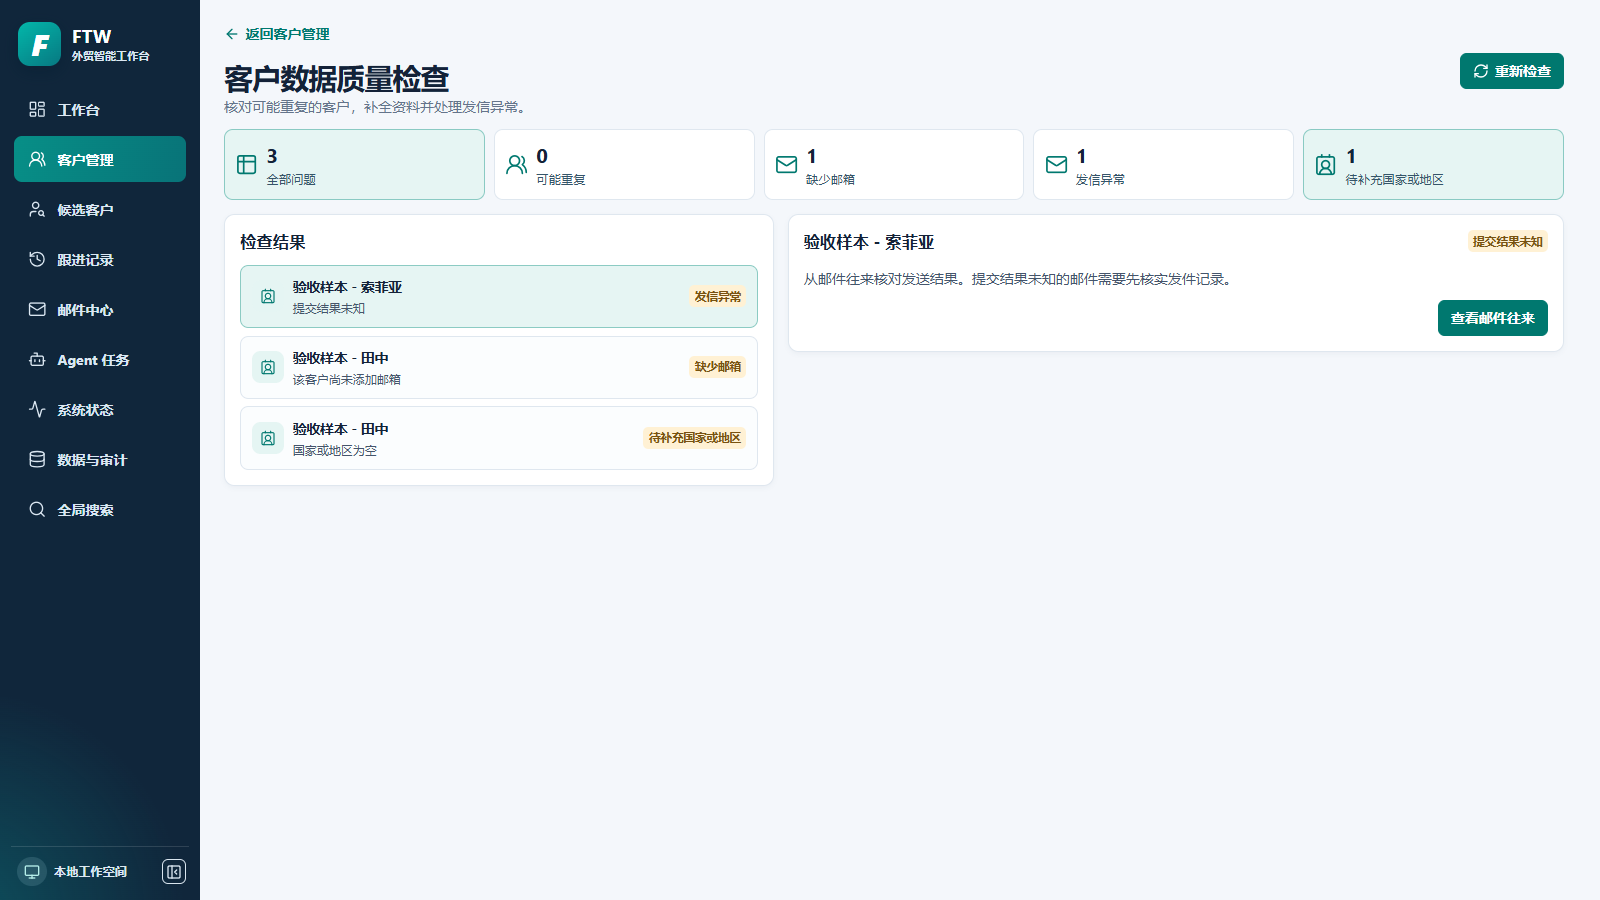 F
FTW
外贸智能工作台
工作台
客户管理
候选客户
跟进记录
邮件中心
Agent 任务
系统状态
数据与审计
全局搜索
本地工作空间
返回客户管理
客户数据质量检查
核对可能重复的客户，补全资料并处理发信异常。
重新检查
3
全部问题
0
可能重复
1
缺少邮箱
1
发信异常
1
待补充国家或地区
检查结果
验收样本 - 索菲亚
提交结果未知
发信异常
验收样本 - 田中
该客户尚未添加邮箱
缺少邮箱
验收样本 - 田中
国家或地区为空
待补充国家或地区
验收样本 - 索菲亚
提交结果未知
从邮件往来核对发送结果。提交结果未知的邮件需要先核实发件记录。
查看邮件往来